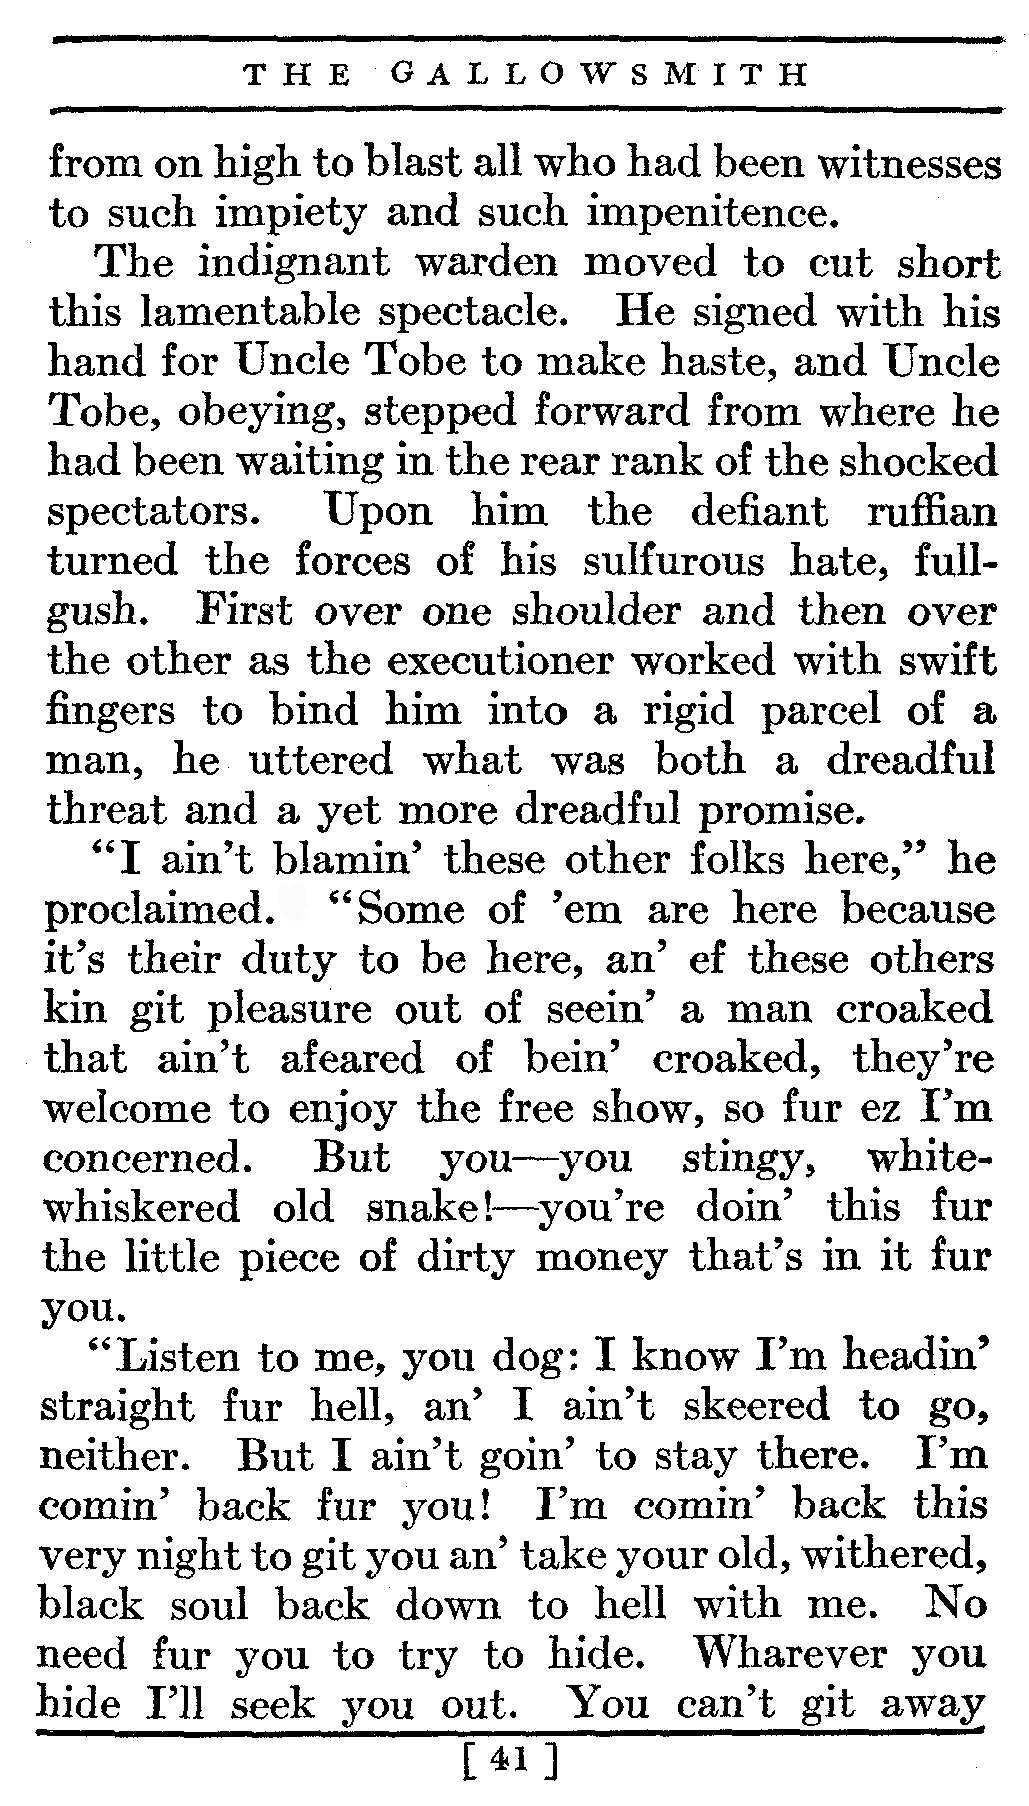 THE GALLOWSMITH
from on high to blast all who had been witnesses
to such impiety and such impenitence.
The indignant warden moved to cut short
this lamentable spectacle. He signed with his
hand for Uncle Tobe to make haste, and Uncle
Tobe, obeying, stepped forward from where he
had been waiting in the rear rank of the shocked
spectators. Upon him the defiant ruffian
turned the forces of his sulfurous hate, full-
gush. First over one shoulder and then over
the other as the executioner worked with swift
fingers to bind him into a rigid parcel of a
man, he uttered what was both a dreadful
threat and a yet more dreadful promise.
“I ain’t blamin’ these other folks here,” he
proclaimed. “Some of ’em are here because
it’s their duty to be here, an’ ef these others
kin git pleasure out of seein’ a man croaked
that ain’t afeared of bein’ croaked, they’re
welcome to enjoy the free show, so fur ez I’m
concerned. But you—you stingy, white-
whiskered old snake!—you’re doin’ this fur
the little piece of dirty money that’s in it fur
you.
“Listen to me, you dog: I know I’m headin’
straight fur hell, an’ I ain’t skeered to go,
neither. But I ain’t goin’ to stay there. I’m
comin’ back fur you! I’m comin’ back this
very night to git you an’ take your old, withered,
black soul back down to hell with me. No
need fur you to try to hide. Wharever you
hide I’ll seek you out. You can’t git away
[ 41 ]